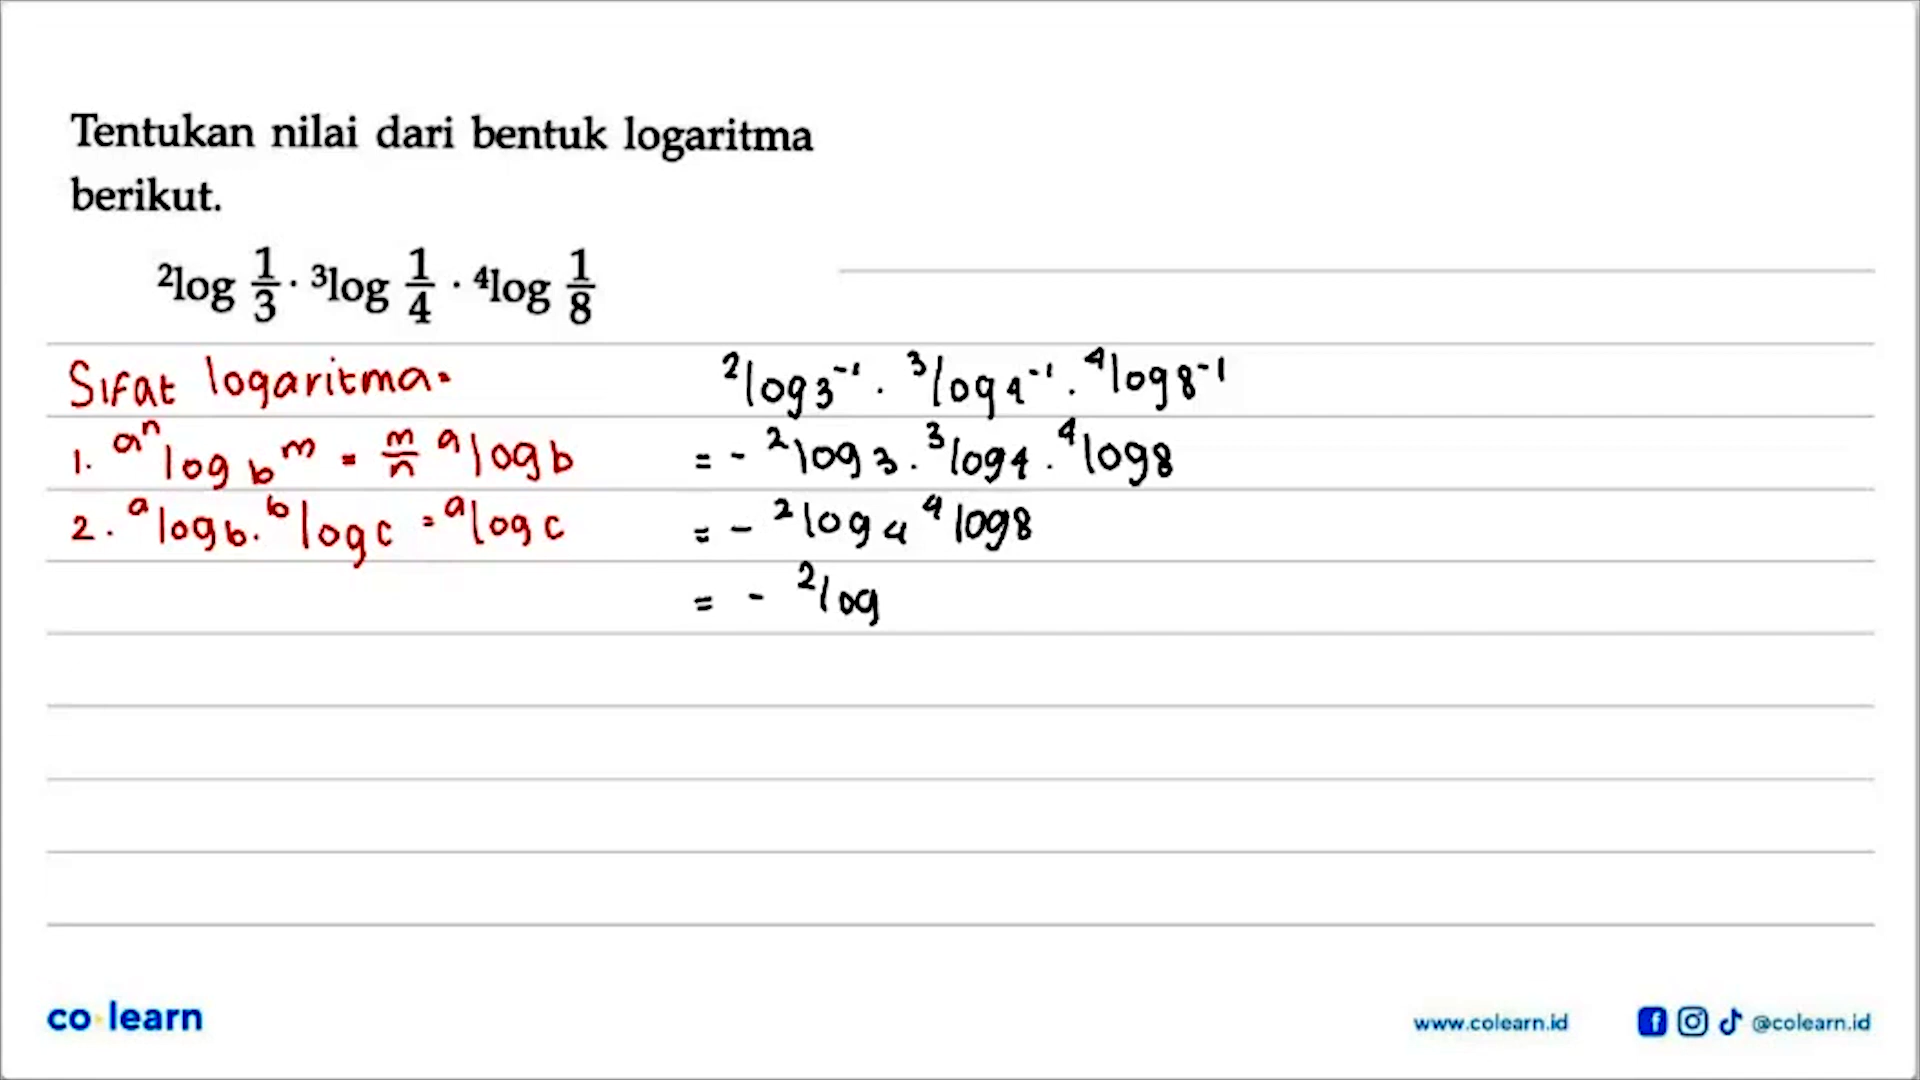 Tentukan nilai dari bentuk logaritma
berikut.
²log 1/3 · ³log 1/4 · ⁴log 1/8
Sifat logaritma =
1. aⁿlog bᵐ = m/n ᵃlog b
2. ᵃlog b . ᵇlog c = ᵃlog c
²log 3⁻¹ . ³log 4⁻¹ . ⁴log 8⁻¹
= - ²log 3 . ³log 4 . ⁴log 8
= - ²log 4 ⁴log 8
= - ²log
co learn
www.colearn.id
@colearn.id